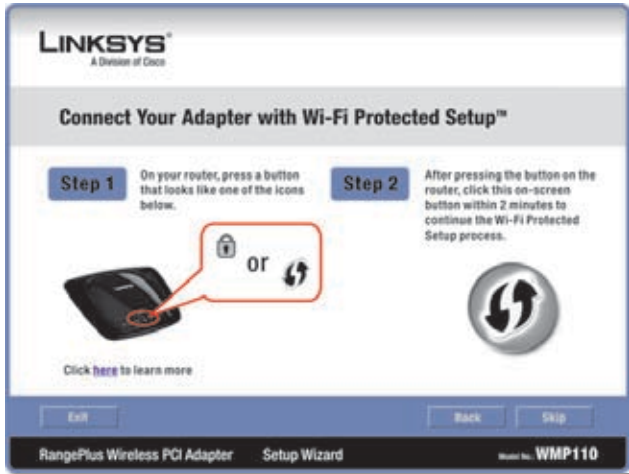 LINKSYS®
A Division of Cisco
Connect Your Adapter with Wi-Fi Protected Setup™
Step 1
On your router, press a button
that looks like one of the icons
below.
or
Click here to learn more
Step 2
After pressing the button on the
router, click this on-screen
button within 2 minutes to
continue the Wi-Fi Protected
Setup process.
Exit
Back
Skip
RangePlus Wireless PCI Adapter Setup Wizard Model No. WMP110